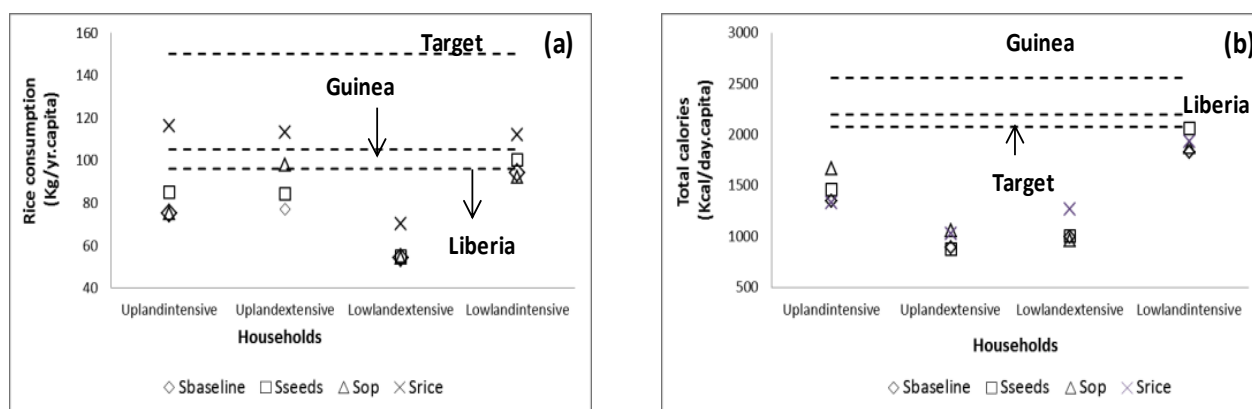 160
140
120
100
80
60
40
Rice consumption
(Kg/yr.capita)
Target
(a)
Guinea
Liberia
Uplandintensive Uplandextensive Lowlandextensive Lowlandintensive
Households
Sbaseline Sseeds Sop Srice
3000
2500
2000
1500
1000
500
Total calories
(Kcal/day.capita)
Guinea
(b)
Liberia
Target
Uplandintensive Uplandextensive Lowlandextensive Lowlandintensive
Households
Sbaseline Sseeds Sop Srice